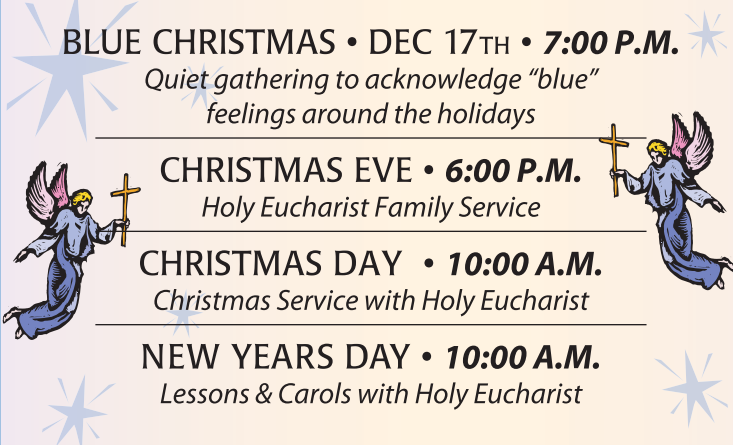 BLUE CHRISTMAS • DEC 17TH • 7:00 P.M.
Quiet gathering to acknowledge “blue”
feelings around the holidays
CHRISTMAS EVE • 6:00 P.M.
Holy Eucharist Family Service
CHRISTMAS DAY • 10:00 A.M.
Christmas Service with Holy Eucharist
NEW YEARS DAY • 10:00 A.M.
Lessons & Carols with Holy Eucharist